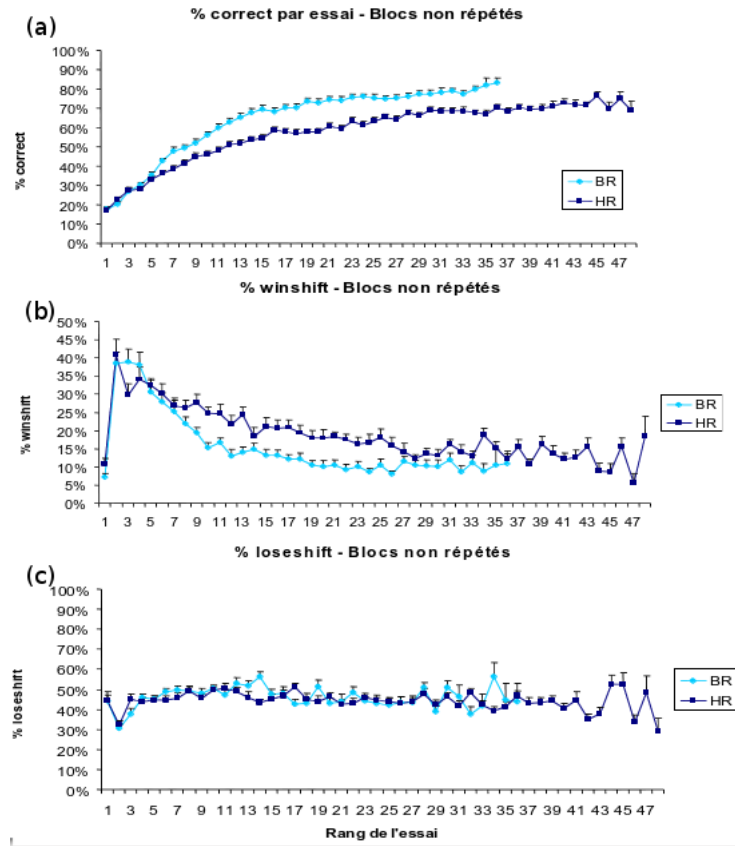 (a)
% correct par essai - Blocs non répétés
100%
90%
80%
70%
60%
50%
40%
30%
20%
10%
0%
% correct
BR
HR
1 3 5 7 9 11 13 15 17 19 21 23 25 27 29 31 33 35 37 39 41 43 45 47
(b)
% winshift - Blocs non répétés
50%
45%
40%
35%
30%
25%
20%
15%
10%
5%
0%
% winshift
BR
HR
1 3 5 7 9 11 13 15 17 19 21 23 25 27 29 31 33 35 37 39 41 43 45 47
(c)
% loseshift - Blocs non répétés
100%
90%
80%
70%
60%
50%
40%
30%
20%
10%
0%
% loseshift
BR
HR
1 3 5 7 9 11 13 15 17 19 21 23 25 27 29 31 33 35 37 39 41 43 45 47
Rang de l'essai